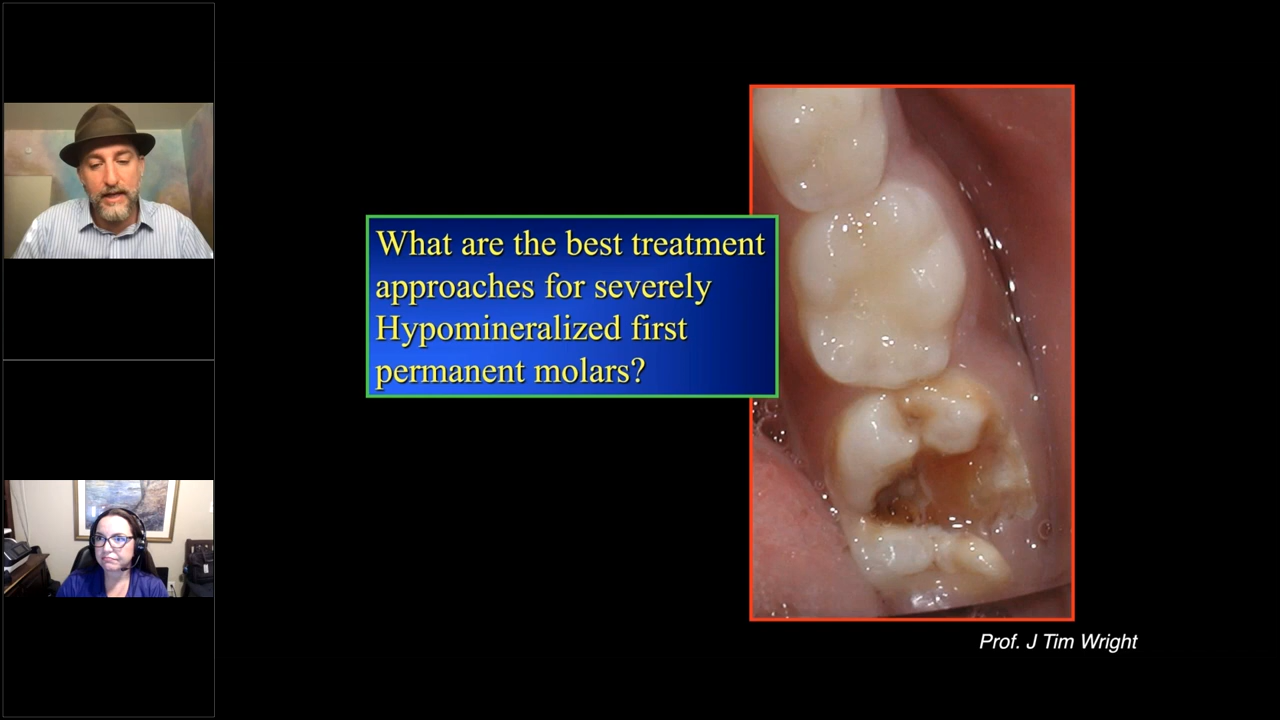 What are the best treatment
approaches for severely
Hypomineralized first
permanent molars?
Prof. J Tim Wright